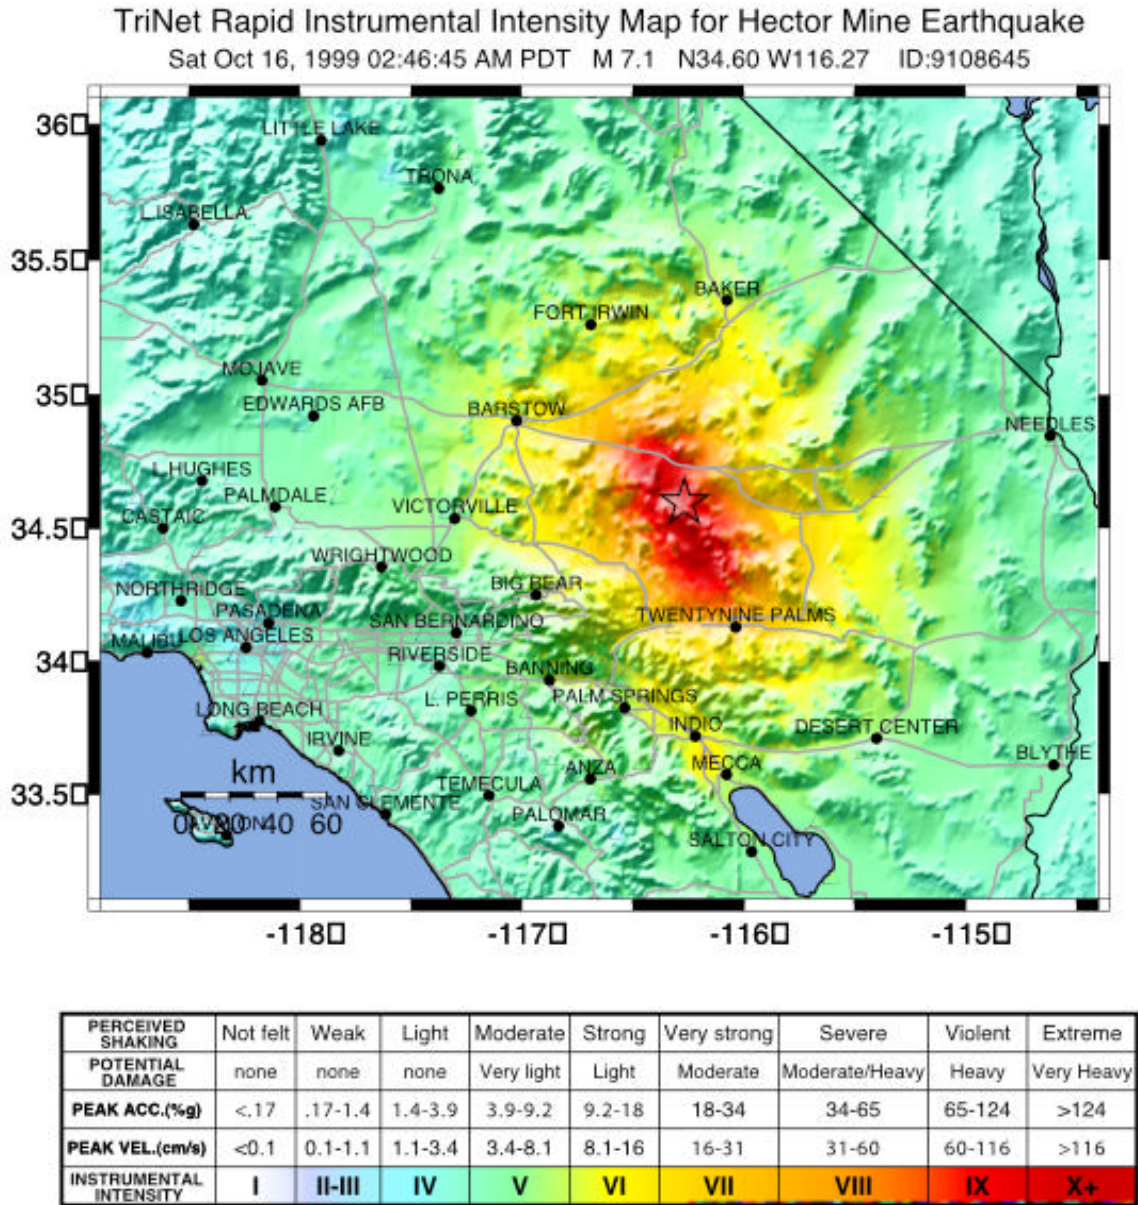 TriNet Rapid Instrumental Intensity Map for Hector Mine Earthquake
Sat Oct 16, 1999 02:46:45 AM PDT M 7.1 N34.60 W116.27 ID:9108645
36
LITTLE LAKE
TRONA
L.ISABELLA
35.5
BAKER
FORT IRWIN
MOJAVE
35
EDWARDS AFB
BARSTOW
NEEDLES
L.HUGHES
PALMDALE
VICTORVILLE
CASTAIC
34.5
WRIGHTWOOD
NORTHRIDGE
BIG BEAR
PASADENA
SAN BERNARDINO
TWENTYNINE PALMS
MALIBU
LOS ANGELES
34
RIVERSIDE
BANNING
L. PERRIS
PALM SPRINGS
LONG BEACH
IRVINE
INDIO
DESERT CENTER
BLYTHE
km
ANZA
MECCA
33.5
TEMECULA
SAN CLEMENTE
0 20 40 60
AVALON
PALOMAR
SALTON CITY
-118 -117 -116 -115
PERCEIVED SHAKING Not felt Weak Light Moderate Strong Very strong Severe Violent Extreme
POTENTIAL DAMAGE none none none Very light Light Moderate Moderate/Heavy Heavy Very Heavy
PEAK ACC.(%g) <.17 .17-1.4 1.4-3.9 3.9-9.2 9.2-18 18-34 34-65 65-124 >124
PEAK VEL.(cm/s) <0.1 0.1-1.1 1.1-3.4 3.4-8.1 8.1-16 16-31 31-60 60-116 >116
INSTRUMENTAL INTENSITY I II-III IV V VI VII VIII IX X+